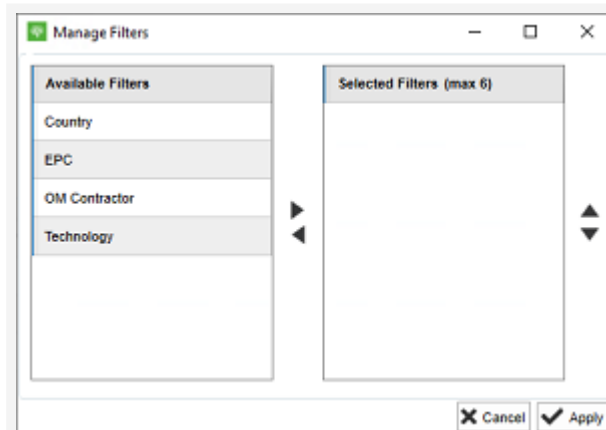 Manage Filters
Available Filters
Selected Filters (max 6)
Country
EPC
OM Contractor
Technology
Cancel
Apply